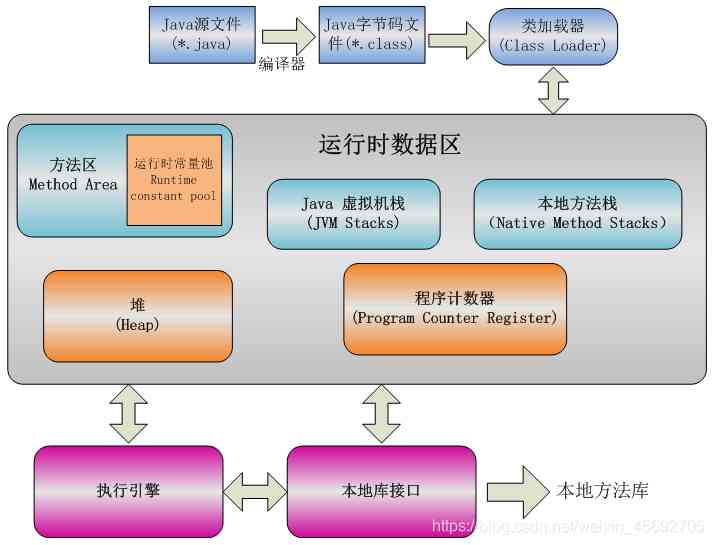 Java源文件
(*.java)
编译器
Java字节码文
件(*.class)
类加载器
(Class Loader)
运行时数据区
方法区
Method Area
运行时常量池
Runtime
constant pool
Java 虚拟机栈
(JVM Stacks)
本地方法栈
（Native Method Stacks）
堆
(Heap)
程序计数器
(Program Counter Register)
执行引擎
本地库接口
本地方法库
https://blog.csdn.net/weixin_45692705